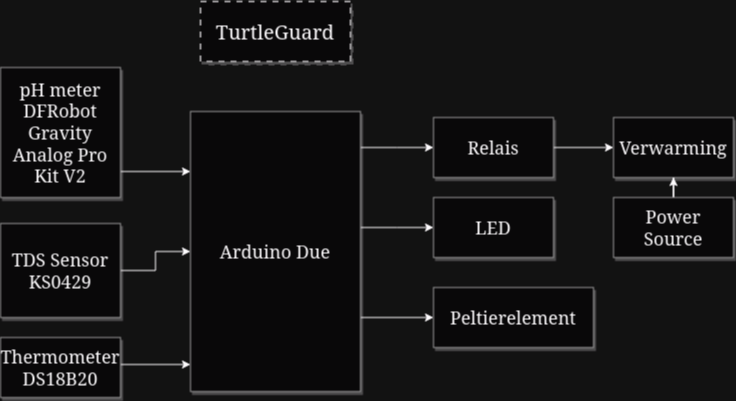 TurtleGuard
pH meter
DFRobot
Gravity
Analog Pro
Kit V2
TDS Sensor
KS0429
Thermometer
DS18B20
Arduino Due
Relais
LED
Peltierelement
Verwarming
Power
Source